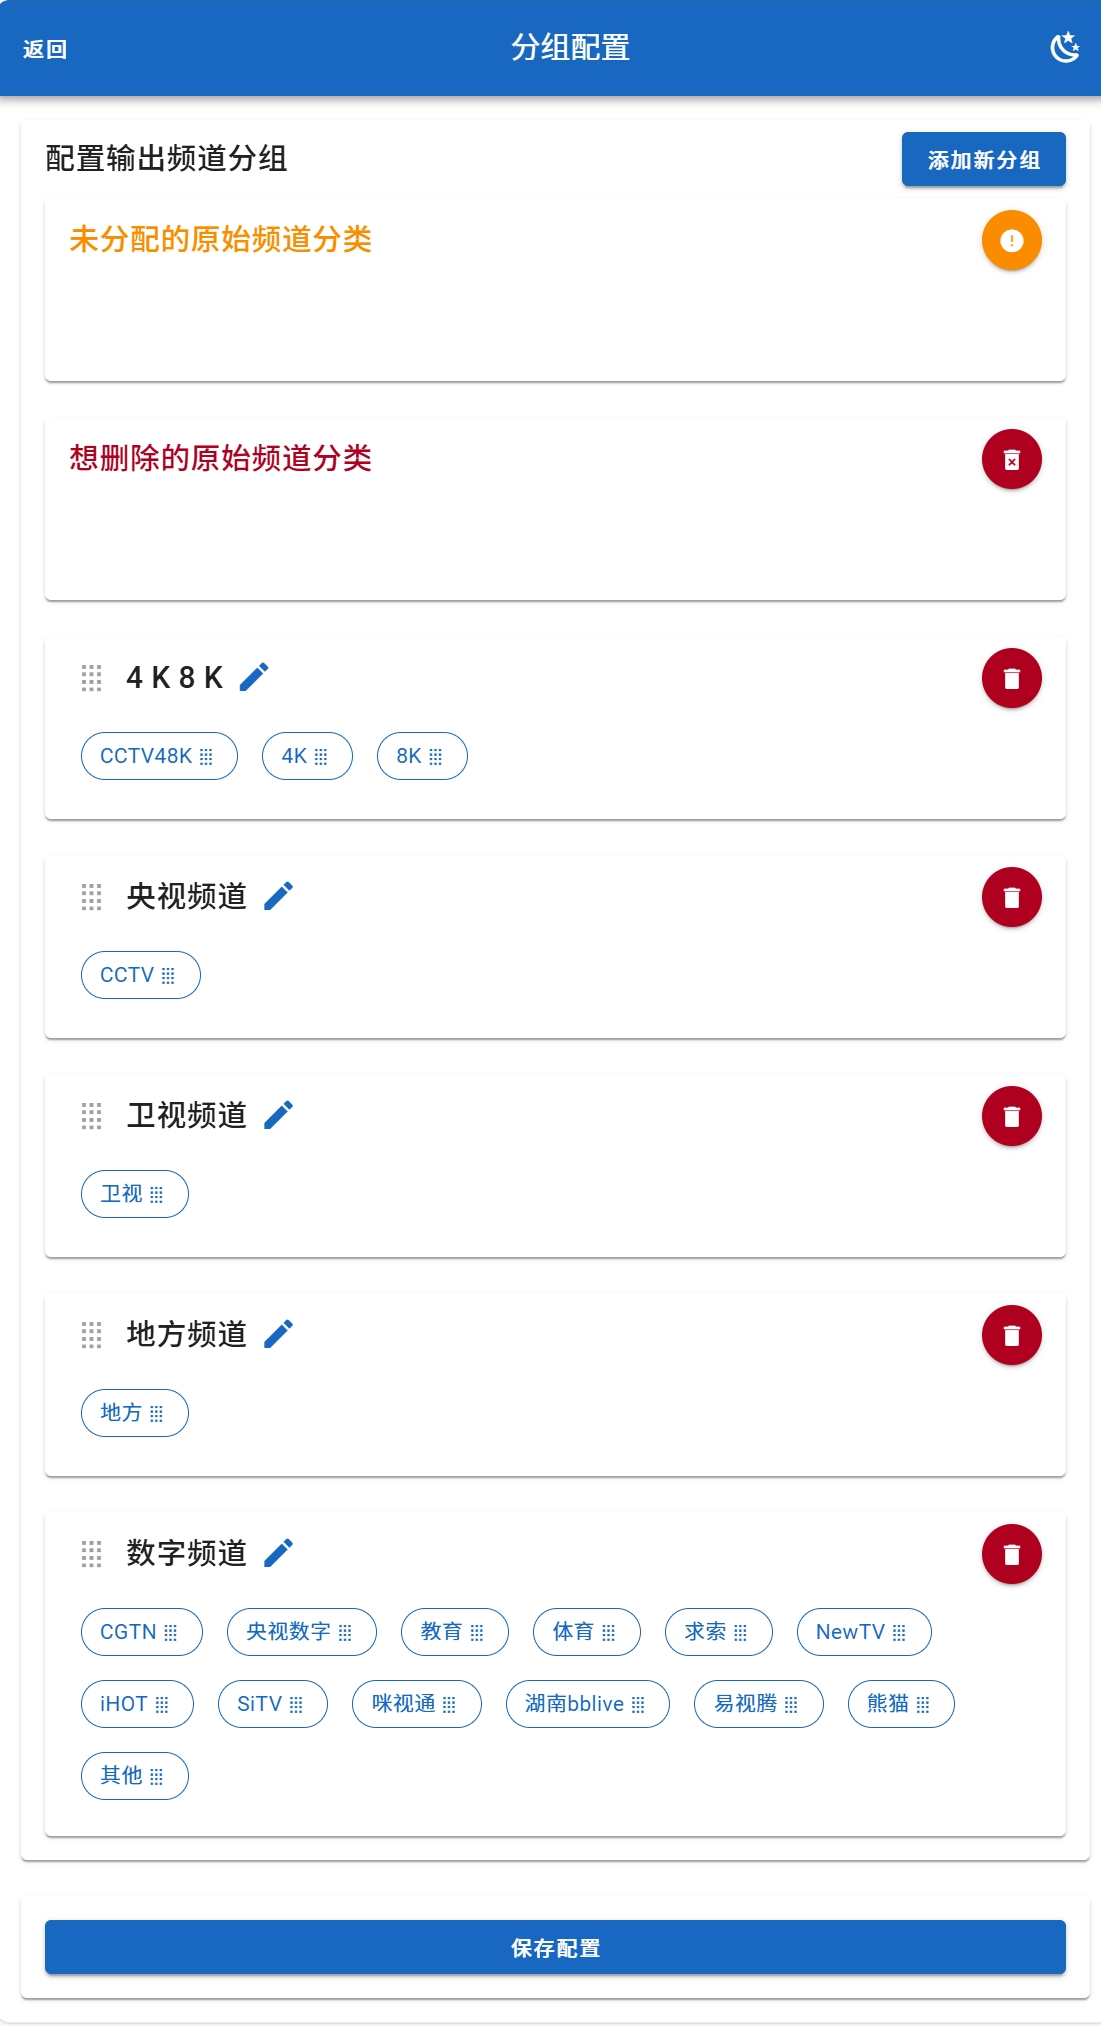 返回
分组配置
配置输出频道分组
添加新分组
未分配的原始频道分类
想删除的原始频道分类
4 K 8 K
CCTV48K
4K
8K
央视频道
CCTV
卫视频道
卫视
地方频道
地方
数字频道
CGTN
央视数字
教育
体育
求索
NewTV
iHOT
SiTV
咪视通
湖南bblive
易视腾
熊猫
其他
保存配置